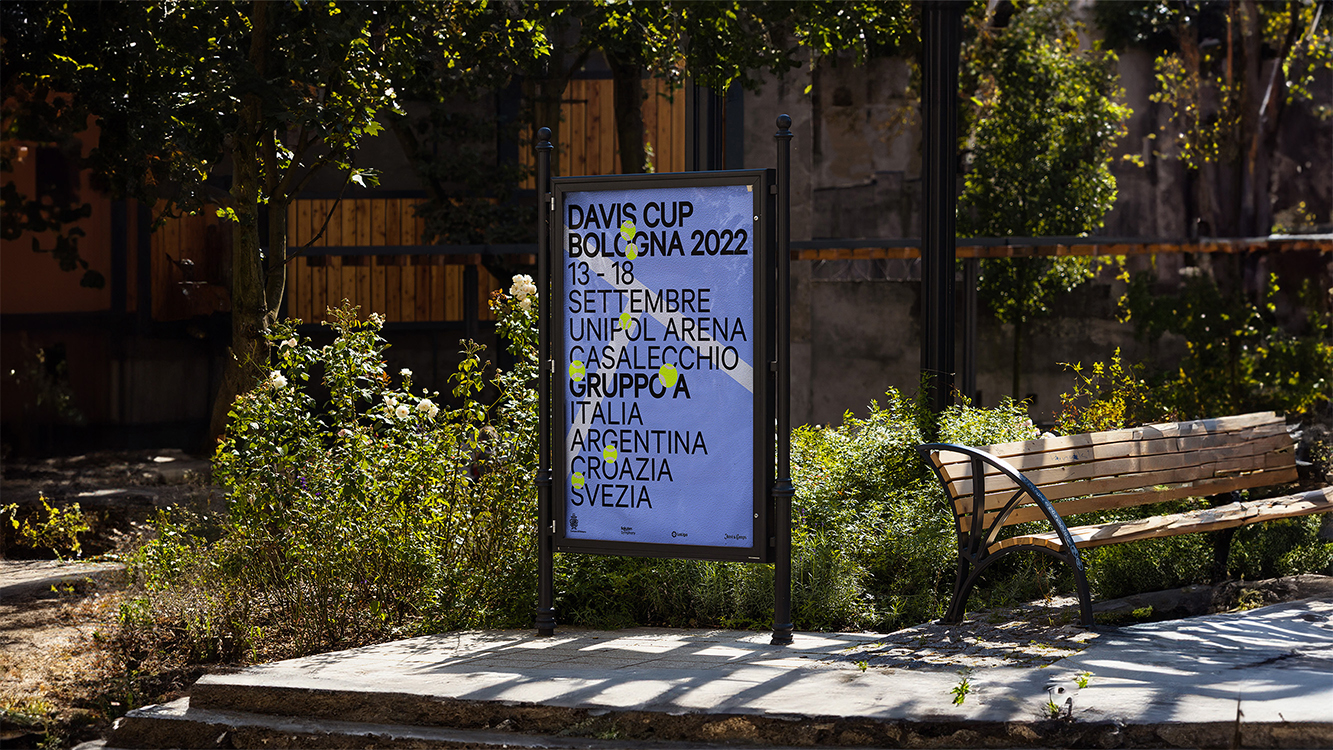 DAVIS CUP
BOLOGNA 2022
13 - 18
SETTEMBRE
UNIPOL ARENA
CASALECCHIO
GRUPPO A
ITALIA
ARGENTINA
CROAZIA
SVEZIA